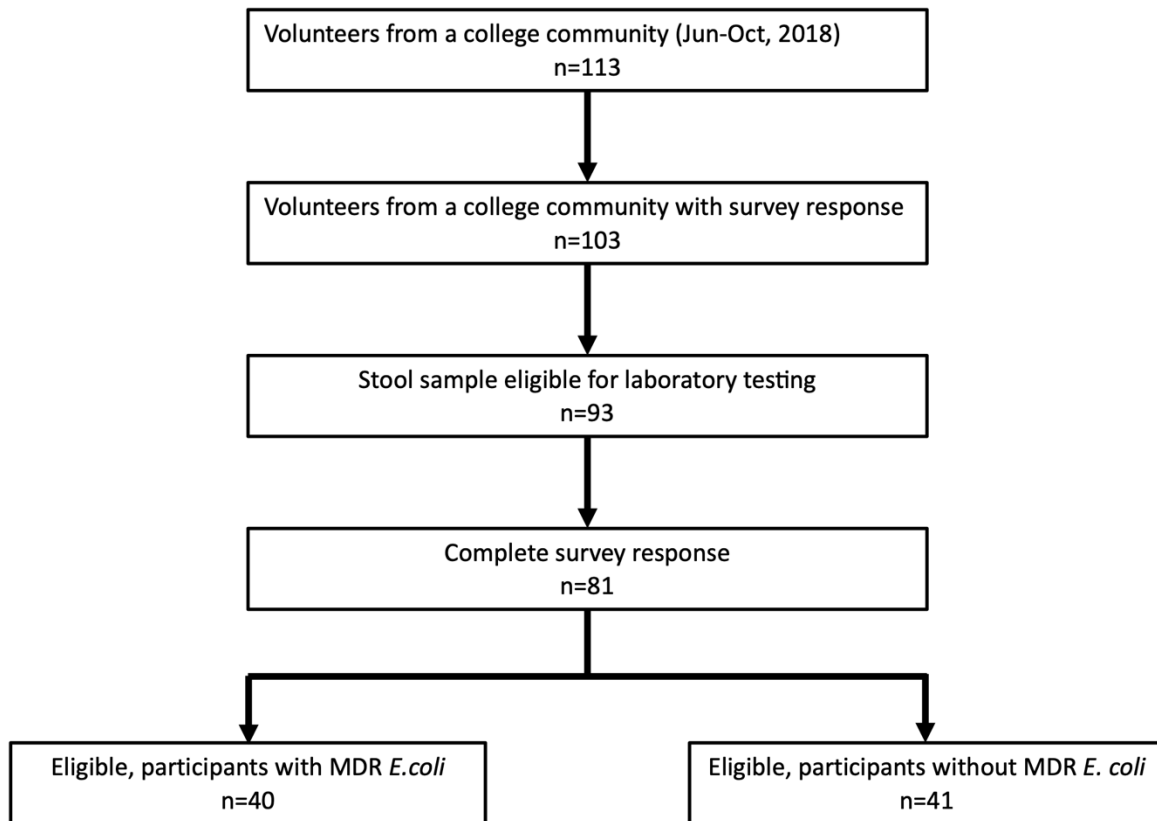 Volunteers from a college community (Jun-Oct, 2018)
n=113
Volunteers from a college community with survey response
n=103
Stool sample eligible for laboratory testing
n=93
Complete survey response
n=81
Eligible, participants with MDR E.coli
n=40
Eligible, participants without MDR E. coli
n=41